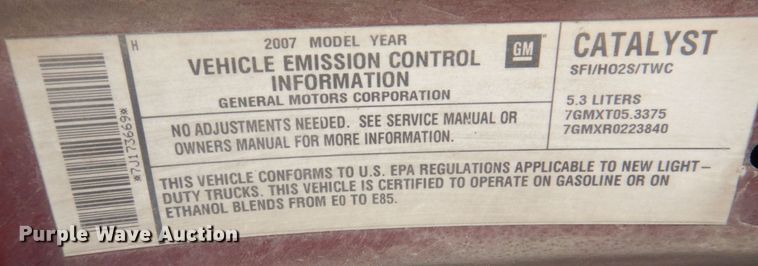 H
*7J173669*
2007 MODEL YEAR
VEHICLE EMISSION CONTROL
INFORMATION
GENERAL MOTORS CORPORATION
GM
CATALYST
SFI/HO2S/TWC
5.3 LITERS
7GMXT05.3375
7GMXR0223840
NO ADJUSTMENTS NEEDED. SEE SERVICE MANUAL OR
OWNERS MANUAL FOR MORE INFORMATION.
THIS VEHICLE CONFORMS TO U.S. EPA REGULATIONS APPLICABLE TO NEW LIGHT-
DUTY TRUCKS. THIS VEHICLE IS CERTIFIED TO OPERATE ON GASOLINE OR ON
ETHANOL BLENDS FROM E0 TO E85.
Purple Wave Auction